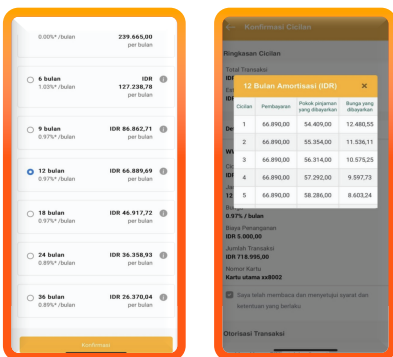 0.00%* /bulan 239.665,00
per bulan
6 bulan IDR
1.03%* /bulan 127.238,78
per bulan
9 bulan IDR 86.862,71
0.97%* /bulan per bulan
12 bulan IDR 66.889,69
0.97%* /bulan per bulan
18 bulan IDR 46.917,72
0.97%* /bulan per bulan
24 bulan IDR 36.358,93
0.89%* /bulan per bulan
36 bulan IDR 26.370,04
0.89%* /bulan per bulan
Konfirmasi
Konfirmasi Cicilan
Ringkasan Cicilan
Total Transaksi
12 Bulan Amortisasi (IDR)
Cicilan Pembayaran Pokok pinjaman yang dibayarkan Bunga yang dibayarkan
1 66.890,00 54.409,00 12.480,55
2 66.890,00 55.354,00 11.536,11
3 66.890,00 56.314,00 10.575,25
4 66.890,00 57.292,00 9.597,73
5 66.890,00 58.286,00 8.603,24
0.97% / bulan
Biaya Penanganan
IDR 5.000,00
Jumlah Transaksi
IDR 718.995,00
Nomor Kartu
Kartu utama xx8002
Saya telah membaca dan menyetujui syarat dan
ketentuan yang berlaku.
Otorisasi Transaksi